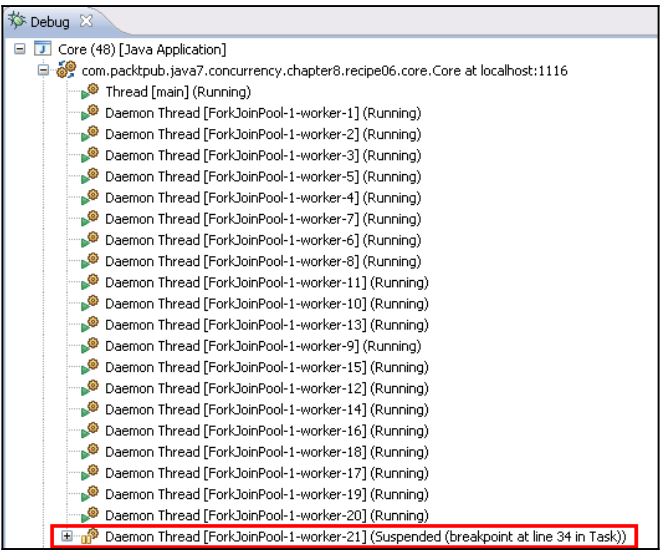 Debug
Core (48) [Java Application]
com.packtpub.java7.concurrency.chapter8.recipe06.core.Core at localhost:1116
Thread [main] (Running)
Daemon Thread [ForkJoinPool-1-worker-1] (Running)
Daemon Thread [ForkJoinPool-1-worker-2] (Running)
Daemon Thread [ForkJoinPool-1-worker-3] (Running)
Daemon Thread [ForkJoinPool-1-worker-5] (Running)
Daemon Thread [ForkJoinPool-1-worker-4] (Running)
Daemon Thread [ForkJoinPool-1-worker-7] (Running)
Daemon Thread [ForkJoinPool-1-worker-6] (Running)
Daemon Thread [ForkJoinPool-1-worker-8] (Running)
Daemon Thread [ForkJoinPool-1-worker-11] (Running)
Daemon Thread [ForkJoinPool-1-worker-10] (Running)
Daemon Thread [ForkJoinPool-1-worker-13] (Running)
Daemon Thread [ForkJoinPool-1-worker-9] (Running)
Daemon Thread [ForkJoinPool-1-worker-15] (Running)
Daemon Thread [ForkJoinPool-1-worker-12] (Running)
Daemon Thread [ForkJoinPool-1-worker-14] (Running)
Daemon Thread [ForkJoinPool-1-worker-16] (Running)
Daemon Thread [ForkJoinPool-1-worker-18] (Running)
Daemon Thread [ForkJoinPool-1-worker-17] (Running)
Daemon Thread [ForkJoinPool-1-worker-19] (Running)
Daemon Thread [ForkJoinPool-1-worker-20] (Running)
Daemon Thread [ForkJoinPool-1-worker-21] (Suspended (breakpoint at line 34 in Task))